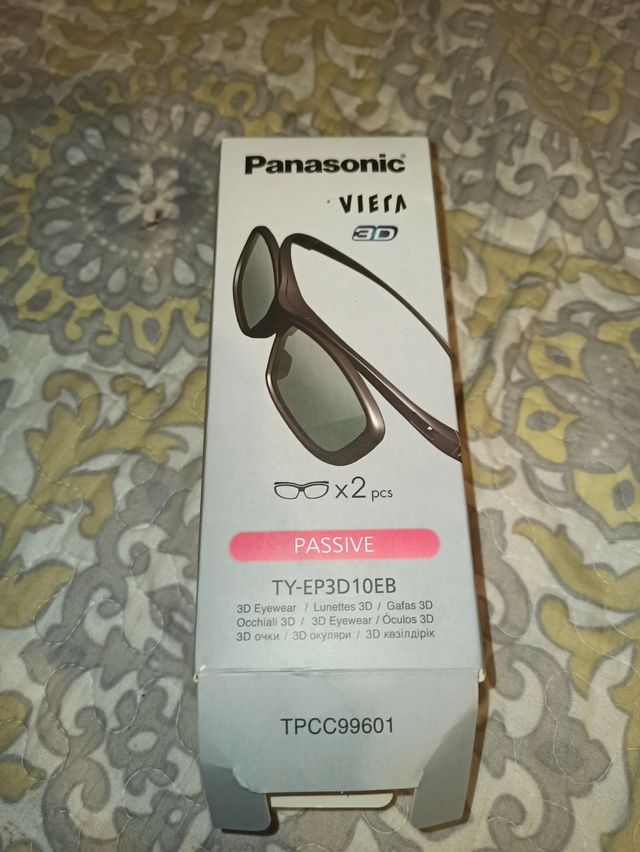 Panasonic
VIERA
3D
x2 pcs
PASSIVE
TY-EP3D10EB
3D Eyewear / Lunettes 3D / Gafas 3D
Occhiali 3D / 3D Eyewear / Óculos 3D
3D очки / 3D окуляри / 3D көзілдірік
TPCC99601